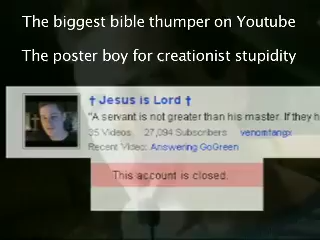 The biggest bible thumper on Youtube
The poster boy for creationist stupidity
† Jesus is Lord †
"A servant is not greater than his master. If they h
35 Videos 27,094 Subscribers venomfangx
Recent Video: Answering GoGreen
This account is closed.